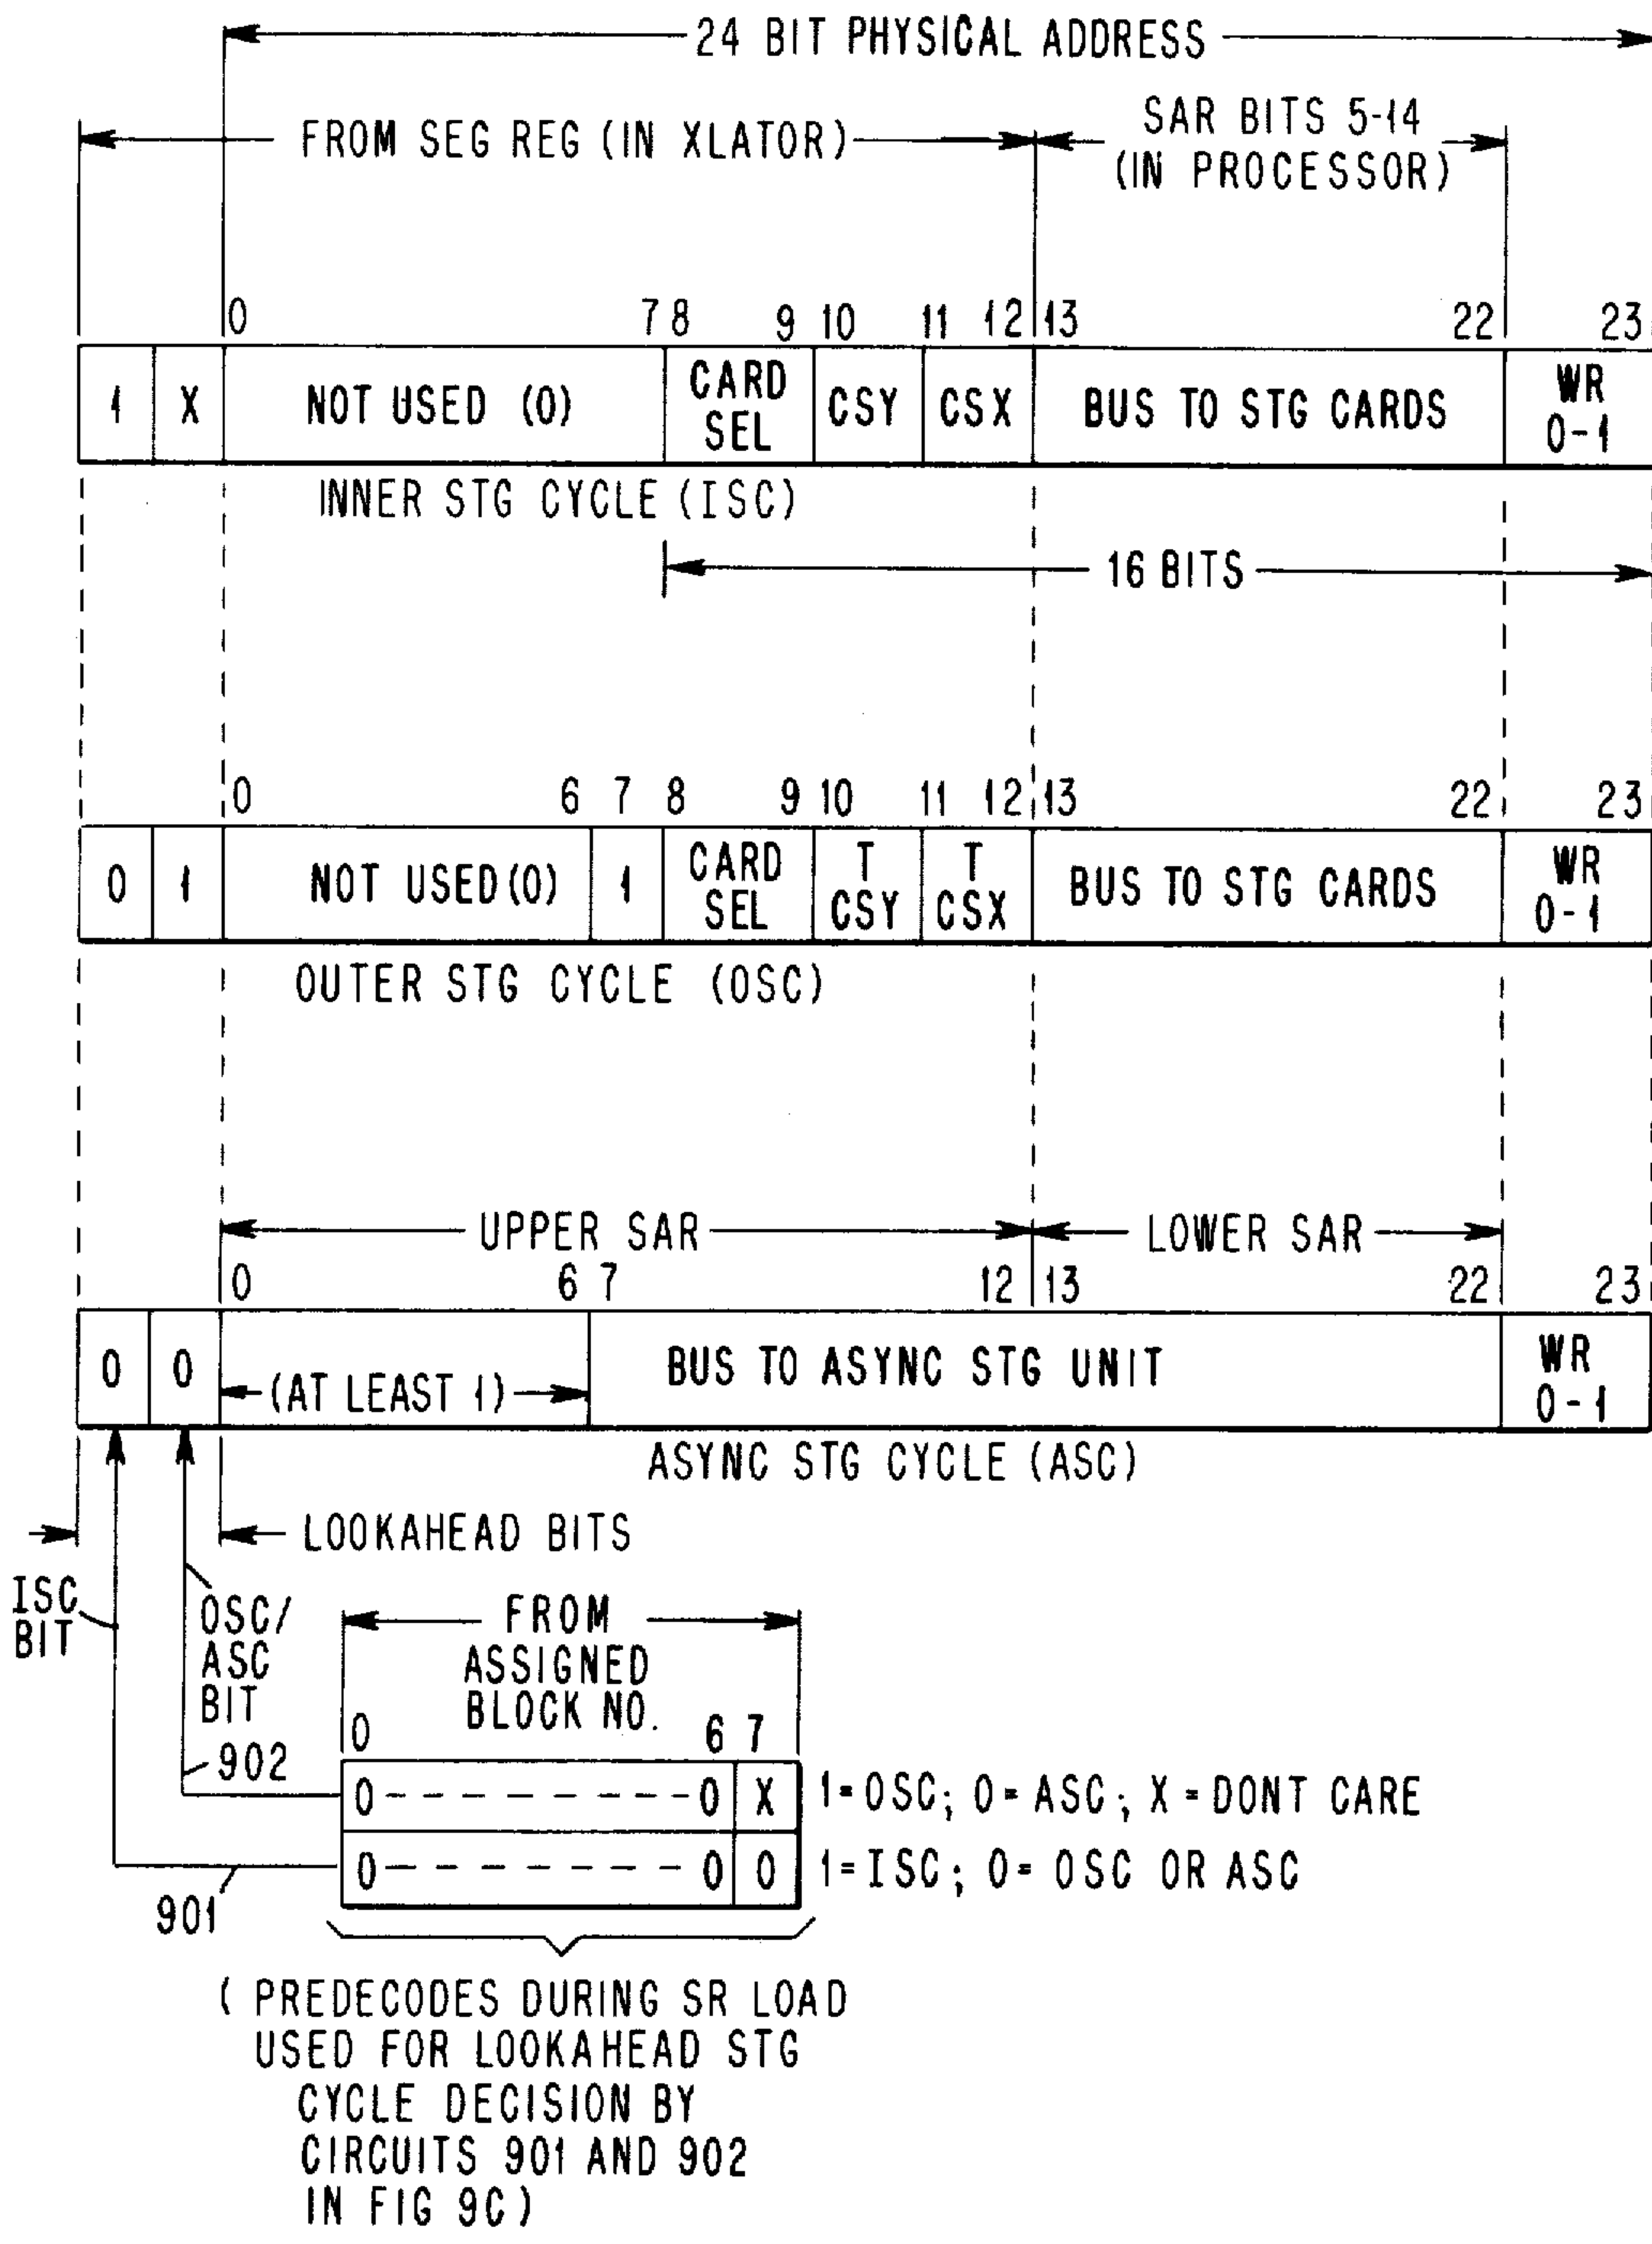 24 BIT PHYSICAL ADDRESS
FROM SEG REG (IN XLATOR)
SAR BITS 5-14
(IN PROCESSOR)
0 7 8 9 10 11 12 13 22 23
1 X NOT USED (0) CARD SEL CSY CSX BUS TO STG CARDS WR 0-1
INNER STG CYCLE (ISC)
16 BITS
0 6 7 8 9 10 11 12 13 22 23
0 1 NOT USED (0) 1 CARD SEL T CSY T CSX BUS TO STG CARDS WR 0-1
OUTER STG CYCLE (OSC)
UPPER SAR LOWER SAR
0 6 7 12 13 22 23
0 0 (AT LEAST 1) BUS TO ASYNC STG UNIT WR 0-1
ASYNC STG CYCLE (ASC)
LOOKAHEAD BITS
ISC
BIT
OSC/
ASC
BIT
902
FROM
ASSIGNED
BLOCK NO.
0 6 7
0 - - - - - - - 0 X 1=OSC; 0=ASC; X=DONT CARE
0 - - - - - - - 0 0 1=ISC; 0=OSC OR ASC
901
( PREDECODES DURING SR LOAD
USED FOR LOOKAHEAD STG
CYCLE DECISION BY
CIRCUITS 901 AND 902
IN FIG 9C )